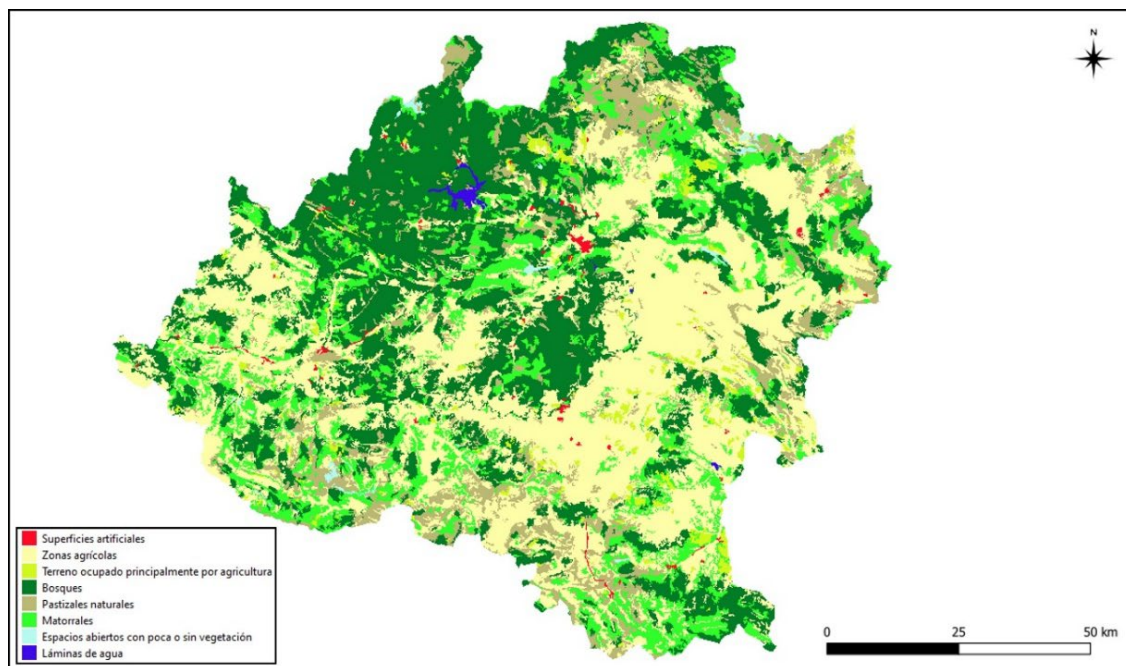 N
Superficies artificiales
Zonas agrícolas
Terreno ocupado principalmente por agricultura
Bosques
Pastizales naturales
Matorrales
Espacios abiertos con poca o sin vegetación
Láminas de agua
0 25 50 km